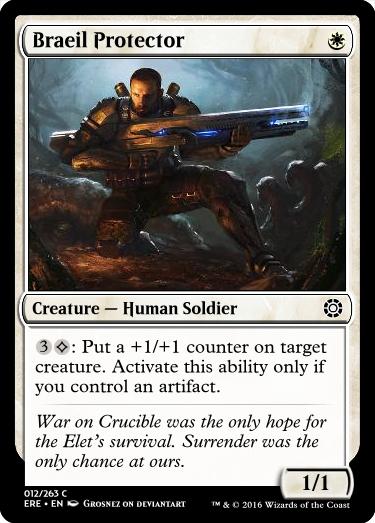 Braeil Protector
Creature — Human Soldier
3◇: Put a +1/+1 counter on target
creature. Activate this ability only if
you control an artifact.
War on Crucible was the only hope for
the Elet's survival. Surrender was the
only chance at ours.
1/1
012/263 C
ERE • EN GROSNEZ ON DEVIANTART
™ & © 2016 Wizards of the Coast